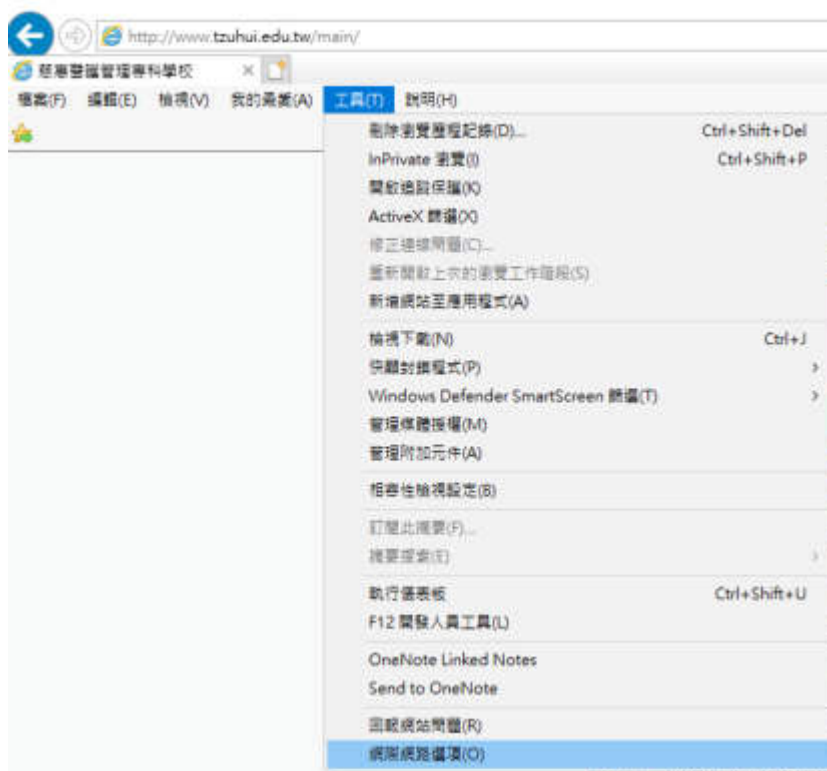 http://www.tzuhui.edu.tw/main/
慈惠醫護管理專科學校
檔案(F) 編輯(E) 檢視(V) 我的最愛(A) 工具(T) 說明(H)
刪除瀏覽歷程記錄(D)... Ctrl+Shift+Del
InPrivate 瀏覽(I) Ctrl+Shift+P
開啟追蹤保護(K)
ActiveX 篩選(X)
修正連線問題(C)...
重新開啟上次的瀏覽工作階段(S)
新增網站至應用程式(A)
檢視下載(N) Ctrl+J
快顯封鎖程式(P)
Windows Defender SmartScreen 篩選(T)
管理媒體授權(M)
管理附加元件(A)
相容性檢視設定(B)
訂閱此摘要(F)...
摘要探索(E)
執行儀表板 Ctrl+Shift+U
F12 開發人員工具(L)
OneNote Linked Notes
Send to OneNote
回報網站問題(R)
網際網路選項(O)